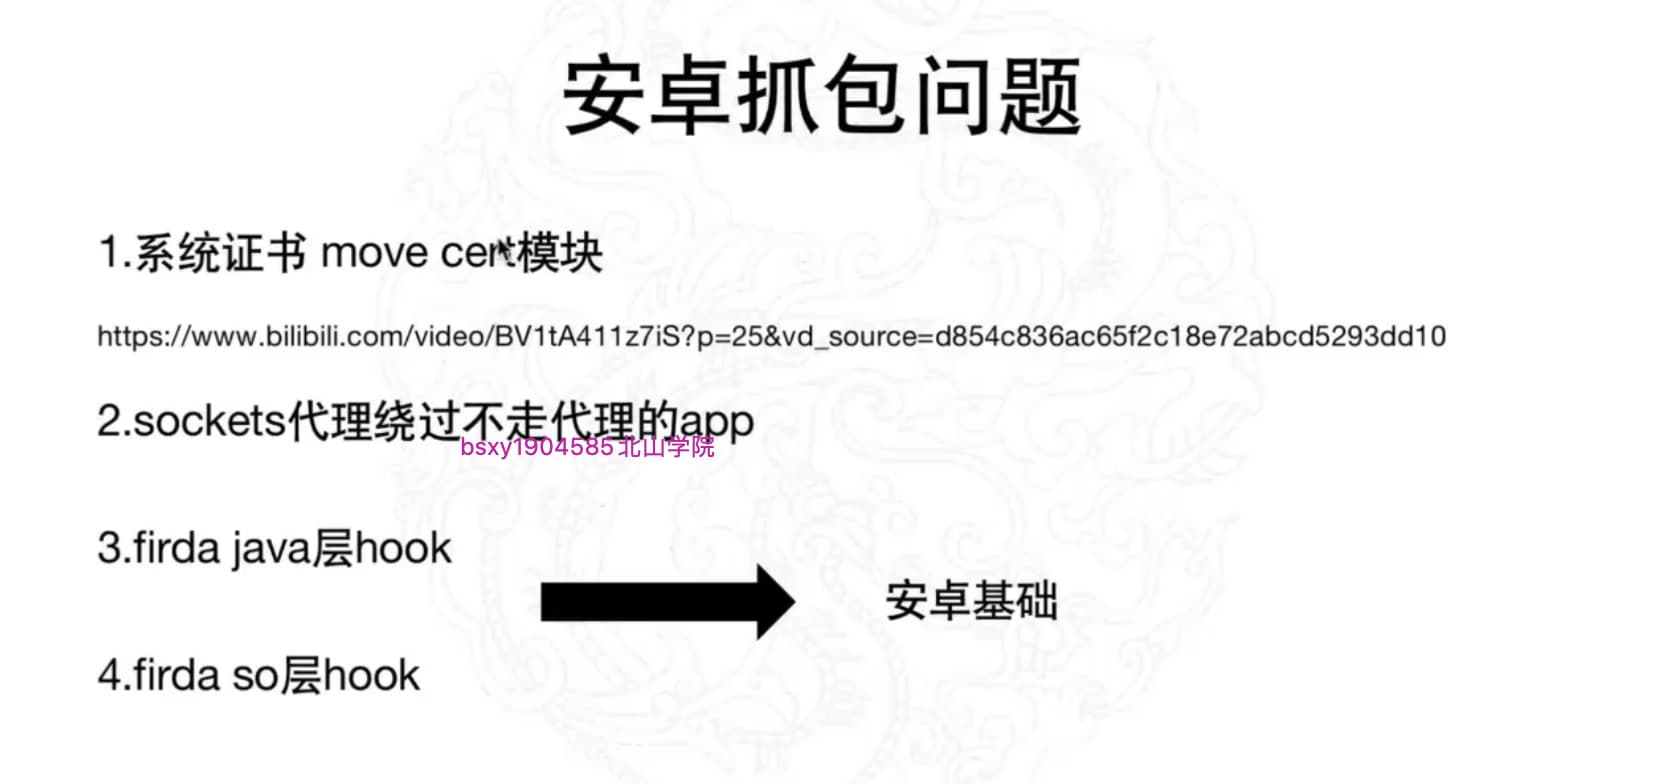 安卓抓包问题
1.系统证书 move cert模块
https://www.bilibili.com/video/BV1tA411z7iS?p=25&vd_source=d854c836ac65f2c18e72abcd5293dd10
2.sockets代理绕过不走代理的app
bsxy1904585北山学院
3.firda java层hook
安卓基础
4.firda so层hook